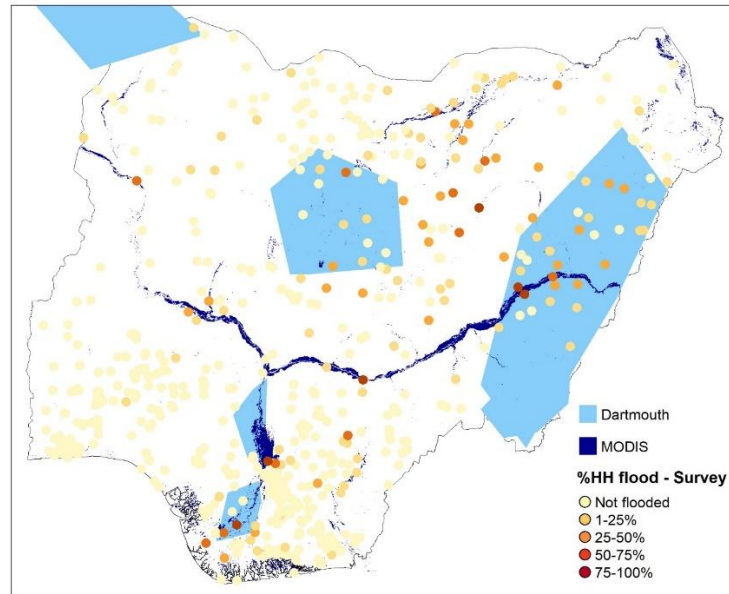 Dartmouth
MODIS
%HH flood - Survey
Not flooded
1-25%
25-50%
50-75%
75-100%